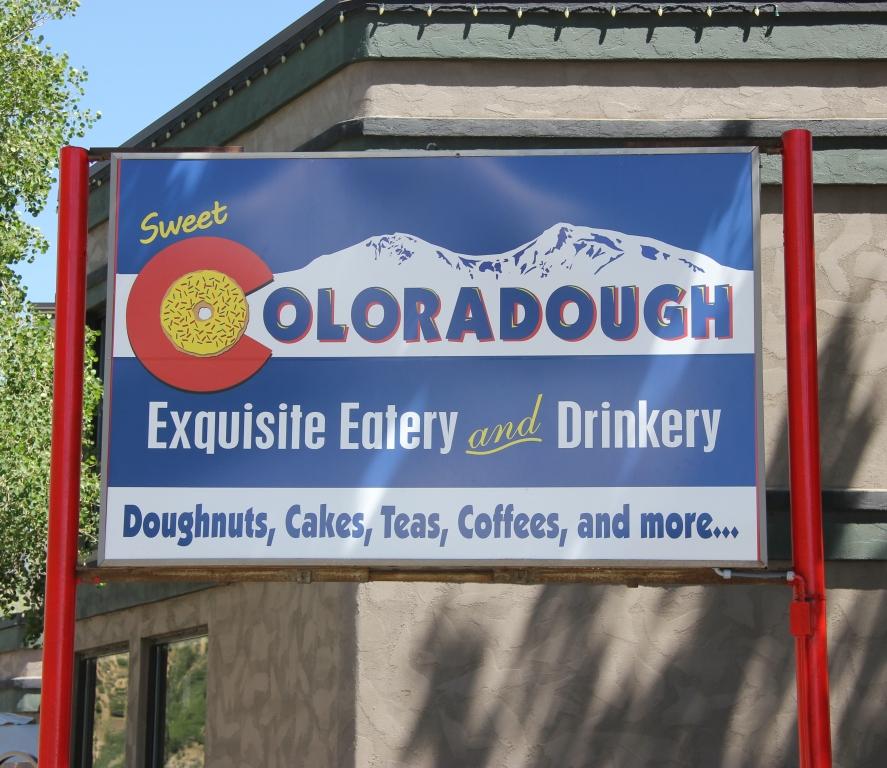 Sweet
COLORADOUGH
Exquisite Eatery and Drinkery
Doughnuts, Cakes, Teas, Coffees, and more...